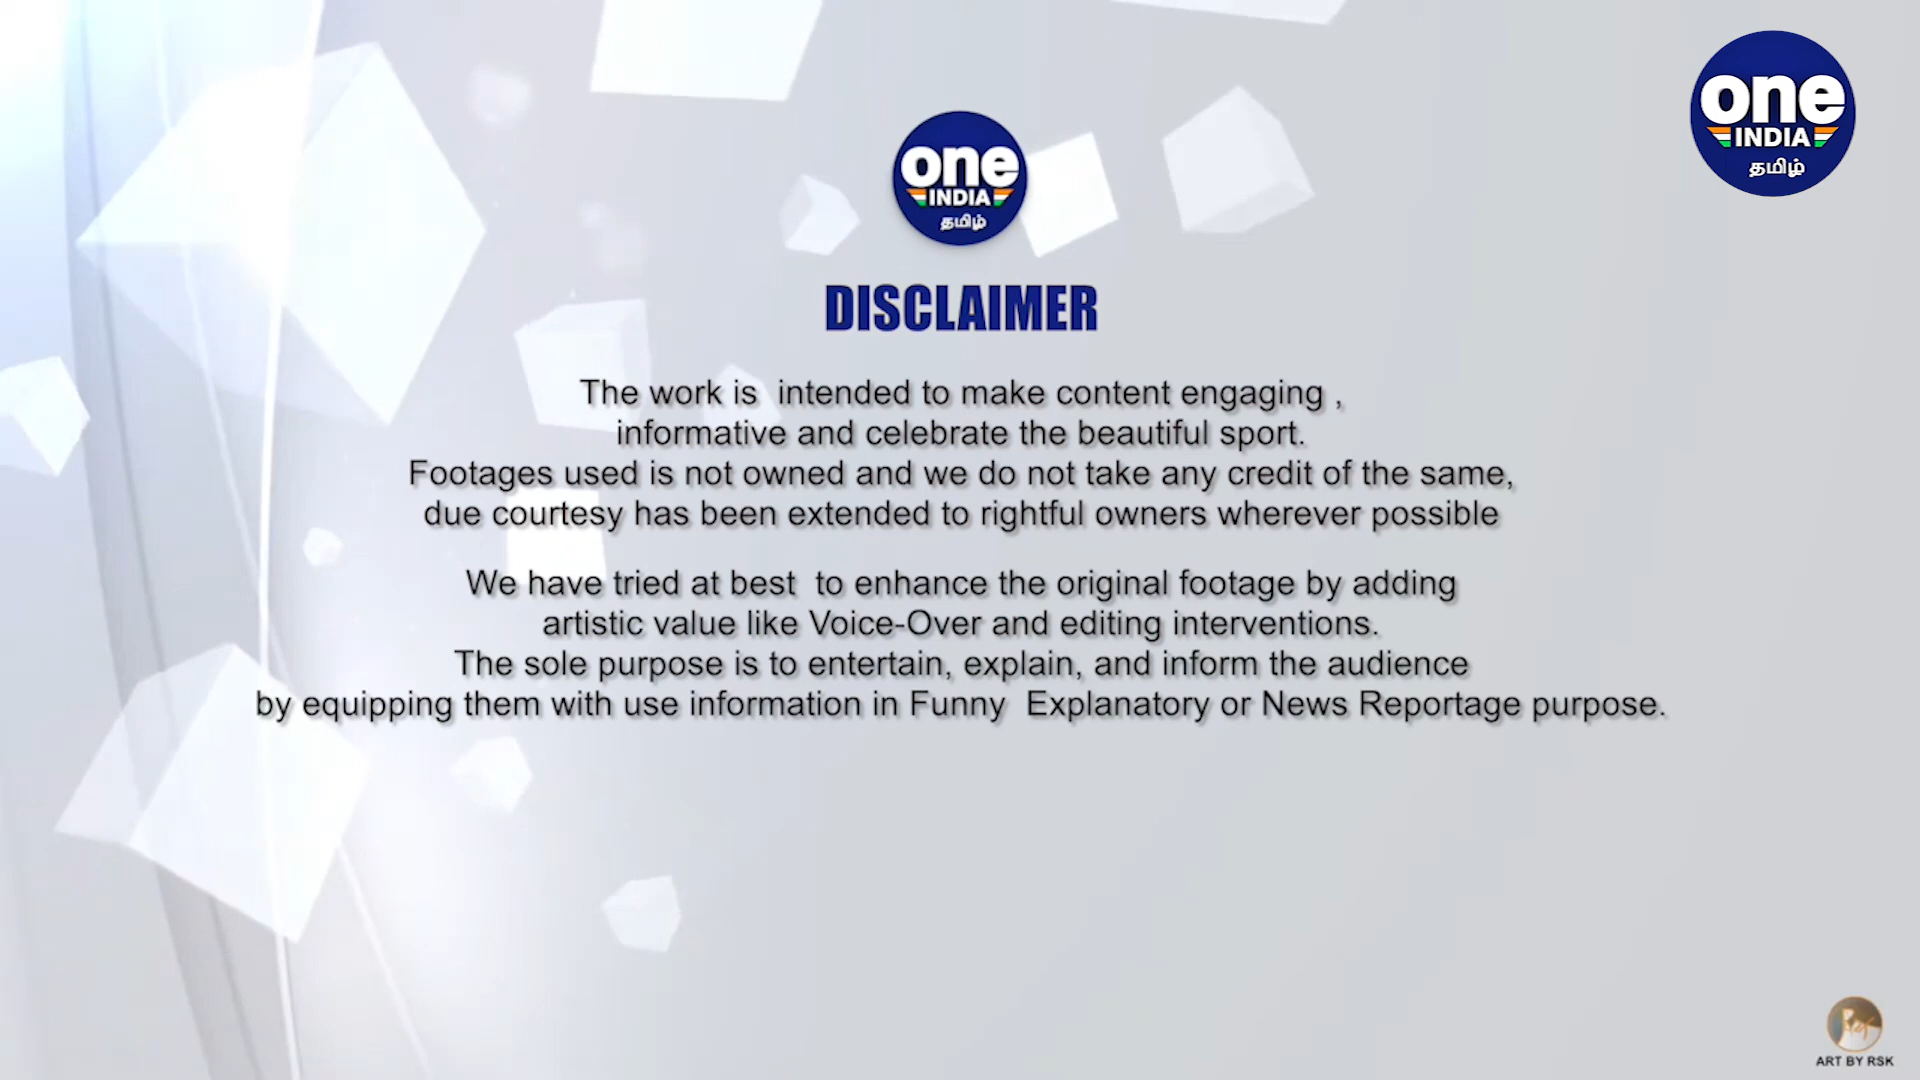 one
INDIA
தமிழ்
one
INDIA
தமிழ்
DISCLAIMER
The work is  intended to make content engaging ,
informative and celebrate the beautiful sport.
Footages used is not owned and we do not take any credit of the same,
due courtesy has been extended to rightful owners wherever possible
We have tried at best  to enhance the original footage by adding
artistic value like Voice-Over and editing interventions.
The sole purpose is to entertain, explain, and inform the audience
by equipping them with use information in Funny  Explanatory or News Reportage purpose.
ART BY RSK